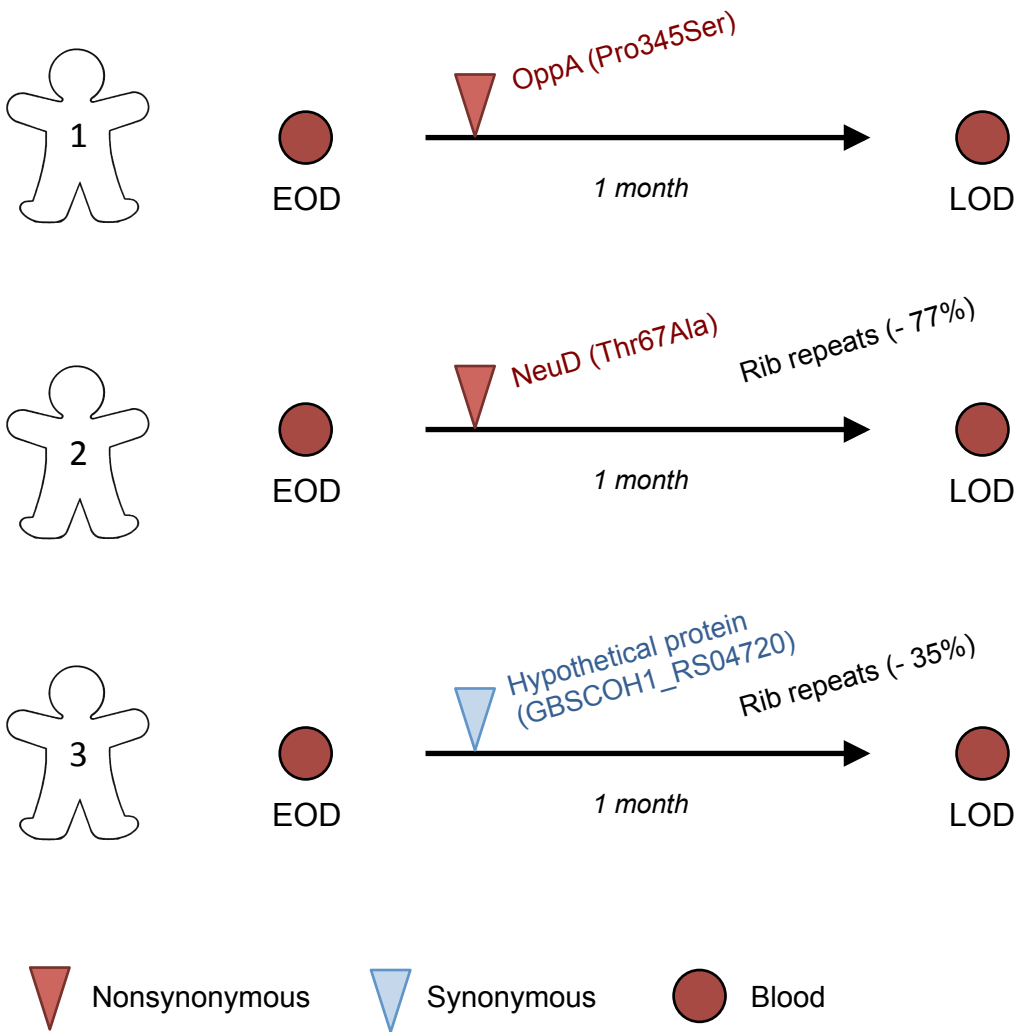 1
OppA (Pro345Ser)
EOD
1 month
LOD
2
NeuD (Thr67Ala)
Rib repeats (- 77%)
EOD
1 month
LOD
3
Hypothetical protein
(GBSCOH1_RS04720)
Rib repeats (- 35%)
EOD
1 month
LOD
Nonsynonymous
Synonymous
Blood